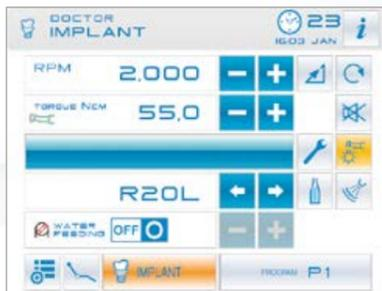 DOCTOR
IMPLANT
23
16:03 JAN
i
RPM 2.000
TORQUE NCM 55,0
R20L
WATER FEEDING OFF
IMPLANT
PROGRAM P1